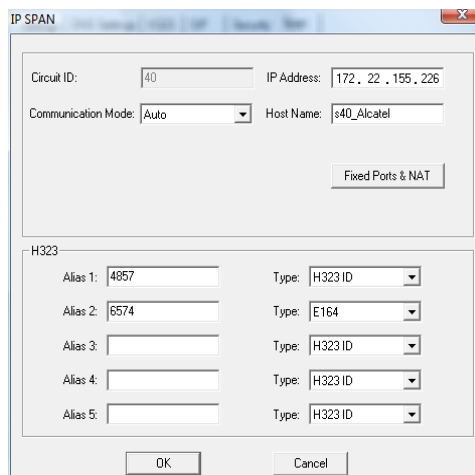 IP SPAN
Circuit ID: 40 IP Address: 172 . 22 . 155 . 226
Communication Mode: Auto Host Name: s40_Alcatel
Fixed Ports & NAT
H323
Alias 1: 4857 Type: H323 ID
Alias 2: 6574 Type: E164
Alias 3: Type: H323 ID
Alias 4: Type: H323 ID
Alias 5: Type: H323 ID
OK Cancel